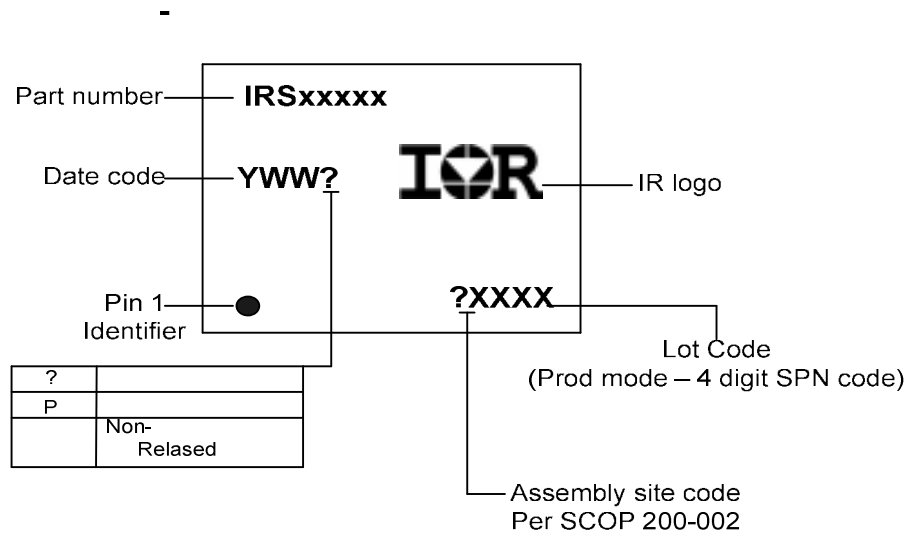 -
Part number
IRSxxxxx
Date code
YWW?
IOR
IR logo
Pin 1
Identifier
?XXXX
Lot Code
(Prod mode – 4 digit SPN code)
?
P
Non-
Relased
Assembly site code
Per SCOP 200-002